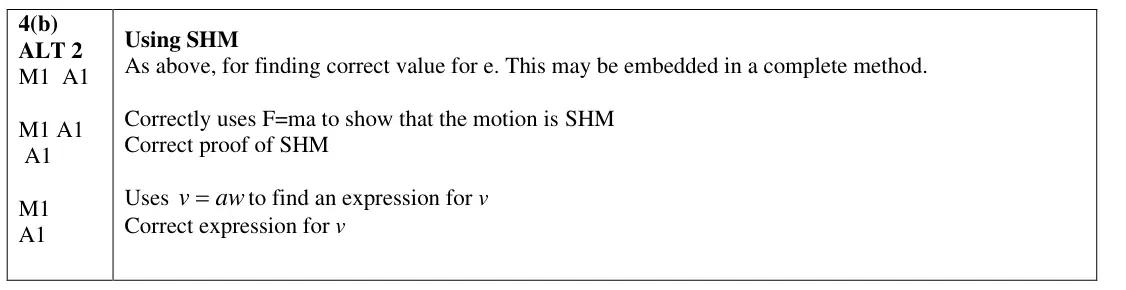 4(b)
ALT 2
Using SHM
M1 A1
As above, for finding correct value for e. This may be embedded in a complete method.
M1 A1
Correctly uses F=ma to show that the motion is SHM
A1
Correct proof of SHM
M1
Uses v = aw to find an expression for v
A1
Correct expression for v